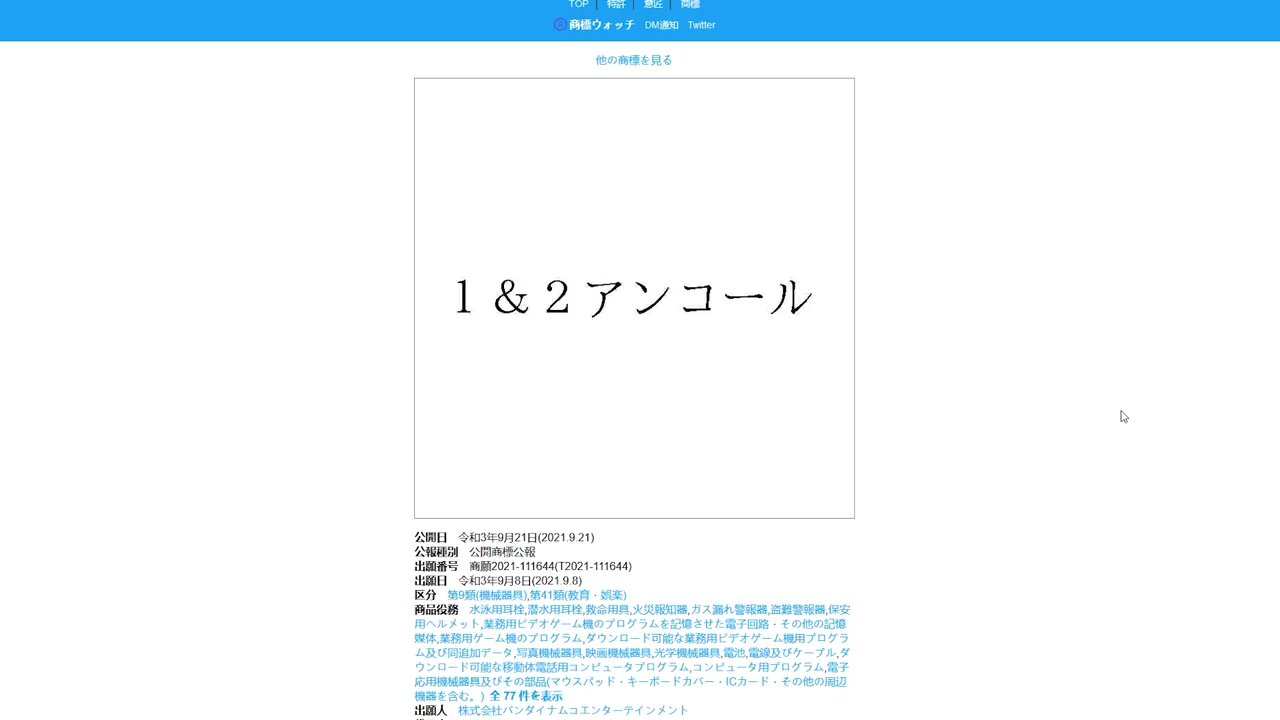 TOP | 特許 | 意匠 | 商標
商標ウォッチ DM通知 Twitter
他の商標を見る
１＆２アンコール
公開日 令和3年9月21日(2021.9.21)
公報種別 公開商標公報
出願番号 商願2021-111644(T2021-111644)
出願日 令和3年9月8日(2021.9.8)
区分 第9類(機械器具),第41類(教育・娯楽)
商品役務 水泳用耳栓,潜水用耳栓,救命用具,火災報知器,ガス漏れ警報器,盗難警報器,保安
用ヘルメット,業務用ビデオゲーム機のプログラムを記憶させた電子回路・その他の記憶
媒体,業務用ゲーム機のプログラム,ダウンロード可能な業務用ビデオゲーム機用プログラ
ム及び同追加データ,写真機械器具,映画機械器具,光学機械器具,電池,電線及びケーブル,ダ
ウンロード可能な移動体電話用コンピュータプログラム,コンピュータ用プログラム,電子
応用機械器具及びその部品(マウスパッド・キーボードカバー・ICカード・その他の周辺
機器を含む。) 全 77 件を表示
出願人 株式会社バンダイナムコエンターテインメント